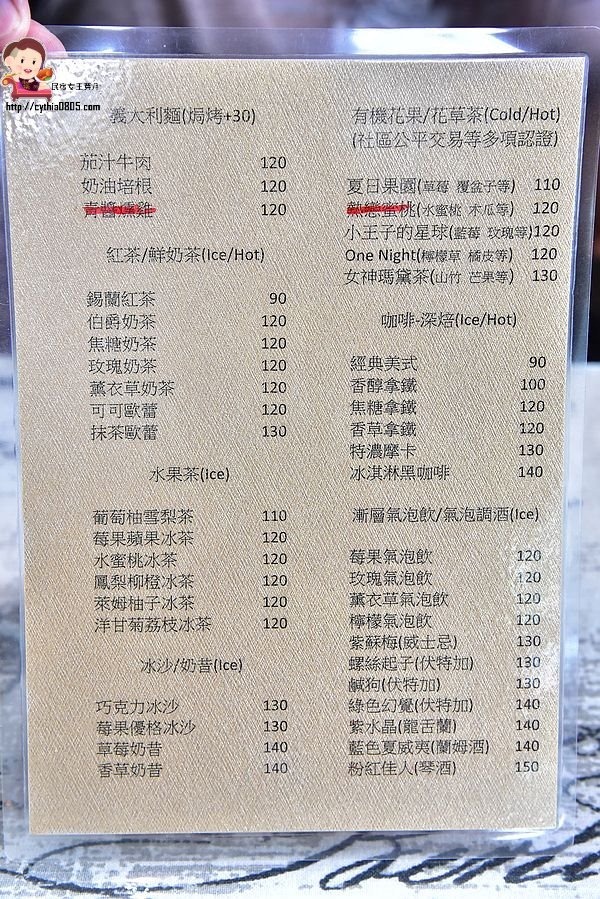 民宿女王芽月
http://cythia0805.com
義大利麵(焗烤+30)
茄汁牛肉 120
奶油培根 120
青醬燻雞 120
紅茶/鮮奶茶(Ice/Hot)
錫蘭紅茶 90
伯爵奶茶 120
焦糖奶茶 120
玫瑰奶茶 120
薰衣草奶茶 120
可可歐蕾 120
抹茶歐蕾 130
水果茶(Ice)
葡萄柚雪梨茶 110
莓果蘋果冰茶 120
水蜜桃冰茶 120
鳳梨柳橙冰茶 120
萊姆柚子冰茶 120
洋甘菊荔枝冰茶 120
冰沙/奶昔(Ice)
巧克力冰沙 130
莓果優格冰沙 130
草莓奶昔 140
香草奶昔 140
有機花果/花草茶(Cold/Hot)
(社區公平交易等多項認證)
夏日果園(草莓 覆盆子等) 110
熱戀蜜桃(水蜜桃 木瓜等) 120
小王子的星球(藍莓 玫瑰等) 120
One Night(檸檬草 橘皮等) 120
女神瑪黛茶(山竹 芒果等) 130
咖啡-深焙(Ice/Hot)
經典美式 90
香醇拿鐵 100
焦糖拿鐵 120
香草拿鐵 120
特濃摩卡 130
冰淇淋黑咖啡 140
漸層氣泡飲/氣泡調酒(Ice)
莓果氣泡飲 120
玫瑰氣泡飲 120
薰衣草氣泡飲 120
檸檬氣泡飲 120
紫蘇梅(威士忌) 130
螺絲起子(伏特加) 130
鹹狗(伏特加) 130
綠色幻覺(伏特加) 140
紫水晶(龍舌蘭) 140
藍色夏威夷(蘭姆酒) 140
粉紅佳人(琴酒) 150